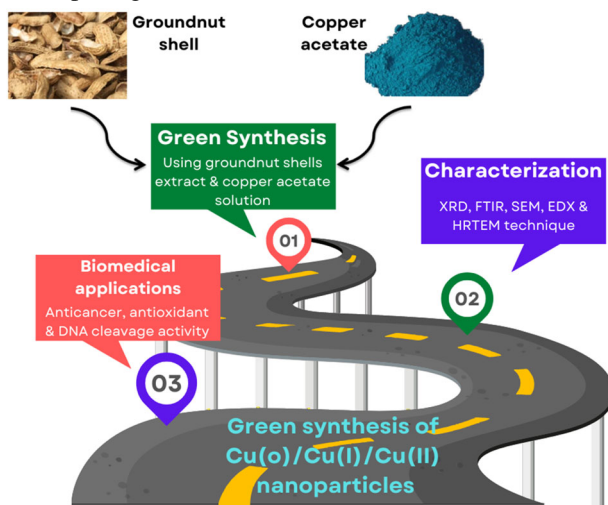 Groundnut
shell
Copper
acetate
Green Synthesis
Using groundnut shells
extract & copper acetate
solution
Characterization
XRD, FTIR, SEM, EDX &
HRTEM technique
01
Biomedical
applications
Anticancer, antioxidant
& DNA cleavage activity
02
03
Green synthesis of
Cu(o)/Cu(I)/Cu(II)
nanoparticles